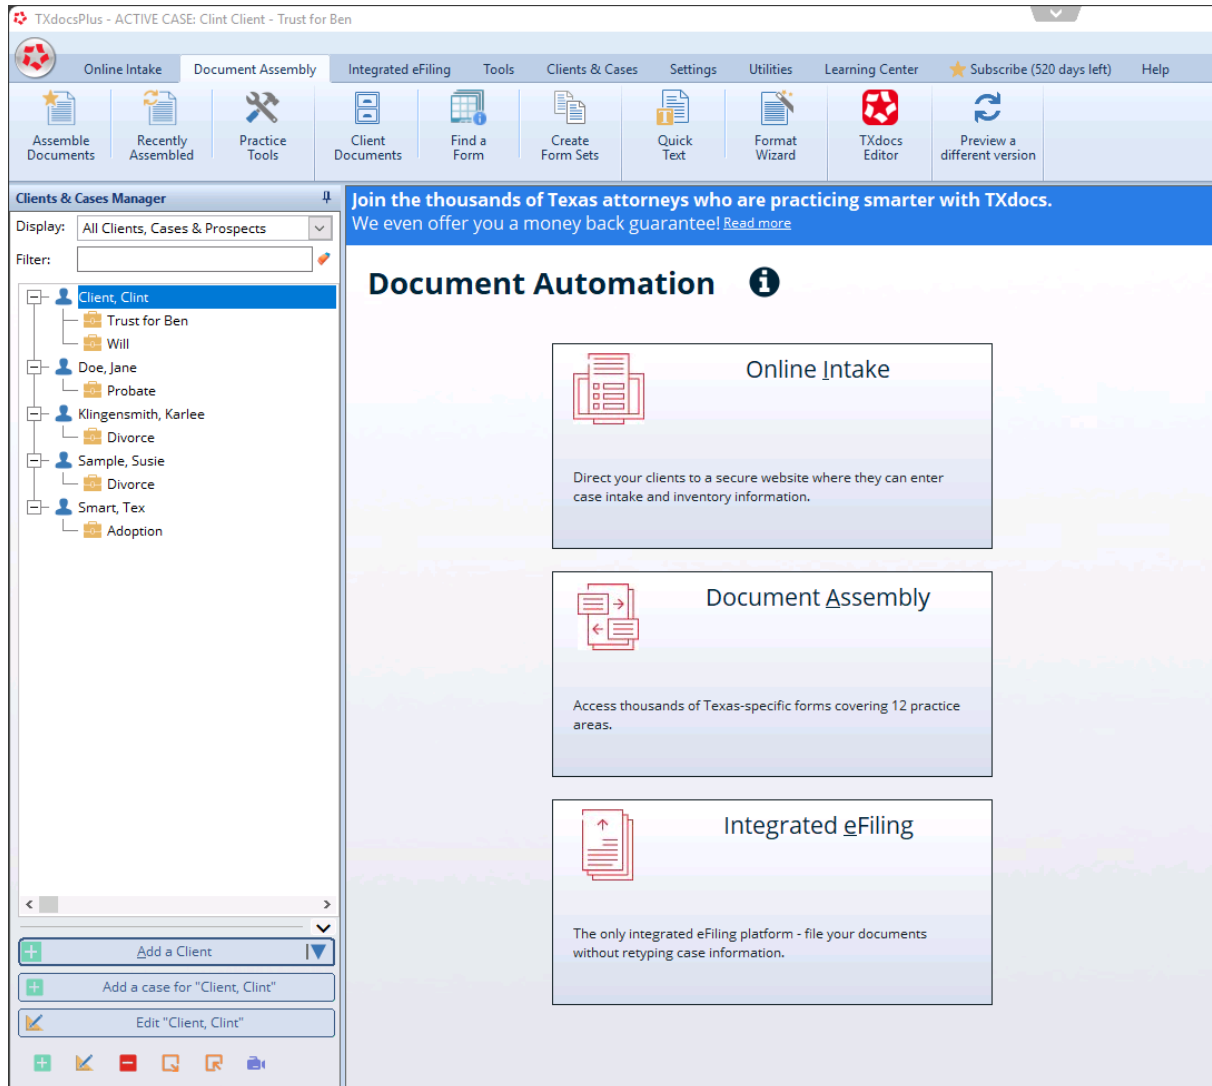 TXdocsPlus - ACTIVE CASE: Clint Client - Trust for Ben
Online Intake Document Assembly Integrated eFiling Tools Clients & Cases Settings Utilities Learning Center Subscribe (520 days left) Help
Assemble Documents
Recently Assembled
Practice Tools
Client Documents
Find a Form
Create Form Sets
Quick Text
Format Wizard
TXdocs Editor
Preview a different version
Clients & Cases Manager
Display: All Clients, Cases & Prospects
Filter:
Client, Clint
Trust for Ben
Will
Doe, Jane
Probate
Klingensmith, Karlee
Divorce
Sample, Susie
Divorce
Smart, Tex
Adoption
Add a Client
Add a case for "Client, Clint"
Edit "Client, Clint"
Join the thousands of Texas attorneys who are practicing smarter with TXdocs.
We even offer you a money back guarantee! Read more
Document Automation
Online Intake
Direct your clients to a secure website where they can enter
case intake and inventory information.
Document Assembly
Access thousands of Texas-specific forms covering 12 practice
areas.
Integrated eFiling
The only integrated eFiling platform - file your documents
without retyping case information.